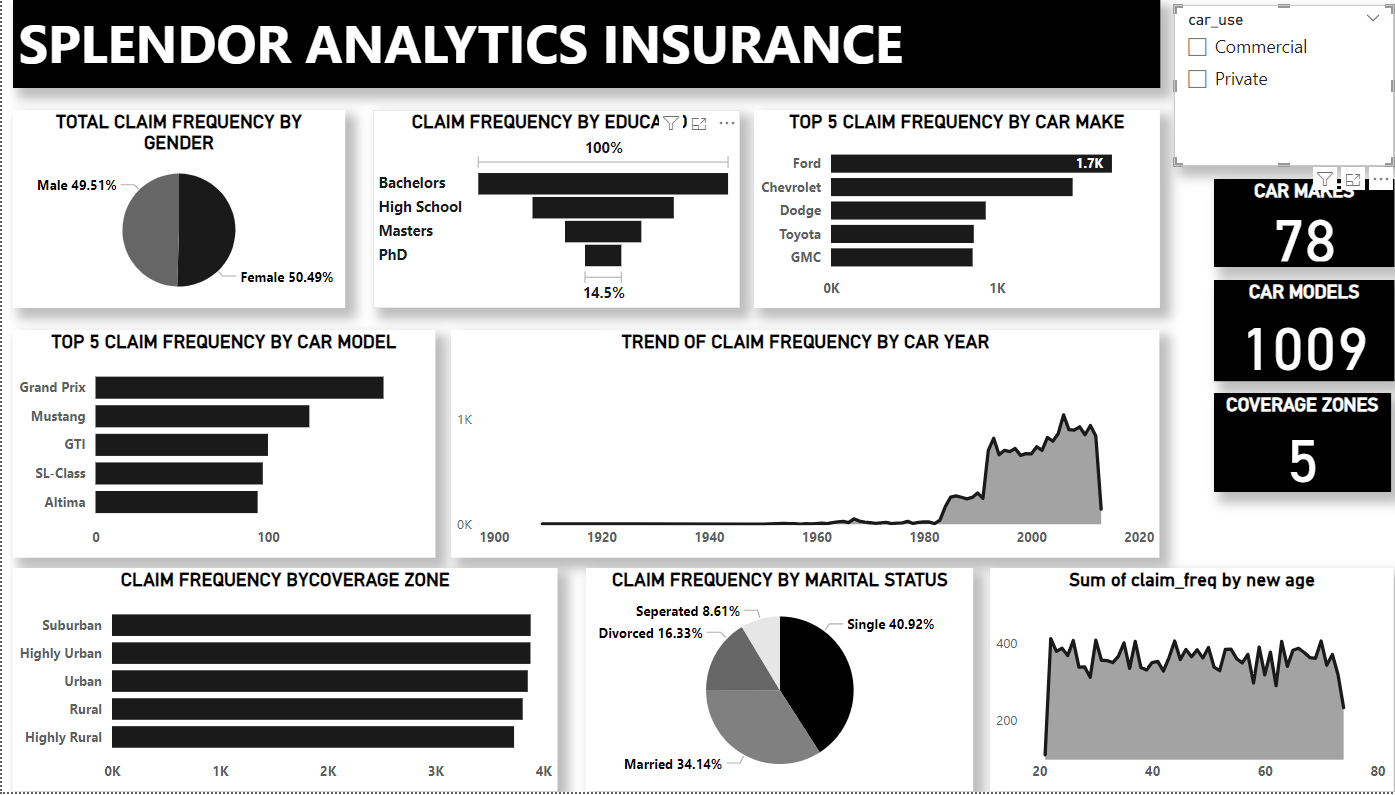 SPLENDOR ANALYTICS INSURANCE
car_use
Commercial
Private
TOTAL CLAIM FREQUENCY BY
GENDER
Male 49.51%
Female 50.49%
CLAIM FREQUENCY BY
100%
Bachelors
High School
Masters
PhD
14.5%
TOP 5 CLAIM FREQUENCY BY CAR MAKE
Ford
1.7K
Chevrolet
Dodge
Toyota
GMC
0K 1K
CAR MAKES
78
CAR MODELS
1009
COVERAGE ZONES
5
TOP 5 CLAIM FREQUENCY BY CAR MODEL
Grand Prix
Mustang
GTI
SL-Class
Altima
0 100
TREND OF CLAIM FREQUENCY BY CAR YEAR
1K
0K
1900 1920 1940 1960 1980 2000 2020
CLAIM FREQUENCY BYCOVERAGE ZONE
Suburban
Highly Urban
Urban
Rural
Highly Rural
0K 1K 2K 3K 4K
CLAIM FREQUENCY BY MARITAL STATUS
Seperated 8.61%
Single 40.92%
Divorced 16.33%
Married 34.14%
Sum of claim_freq by new age
400
200
20 40 60 80